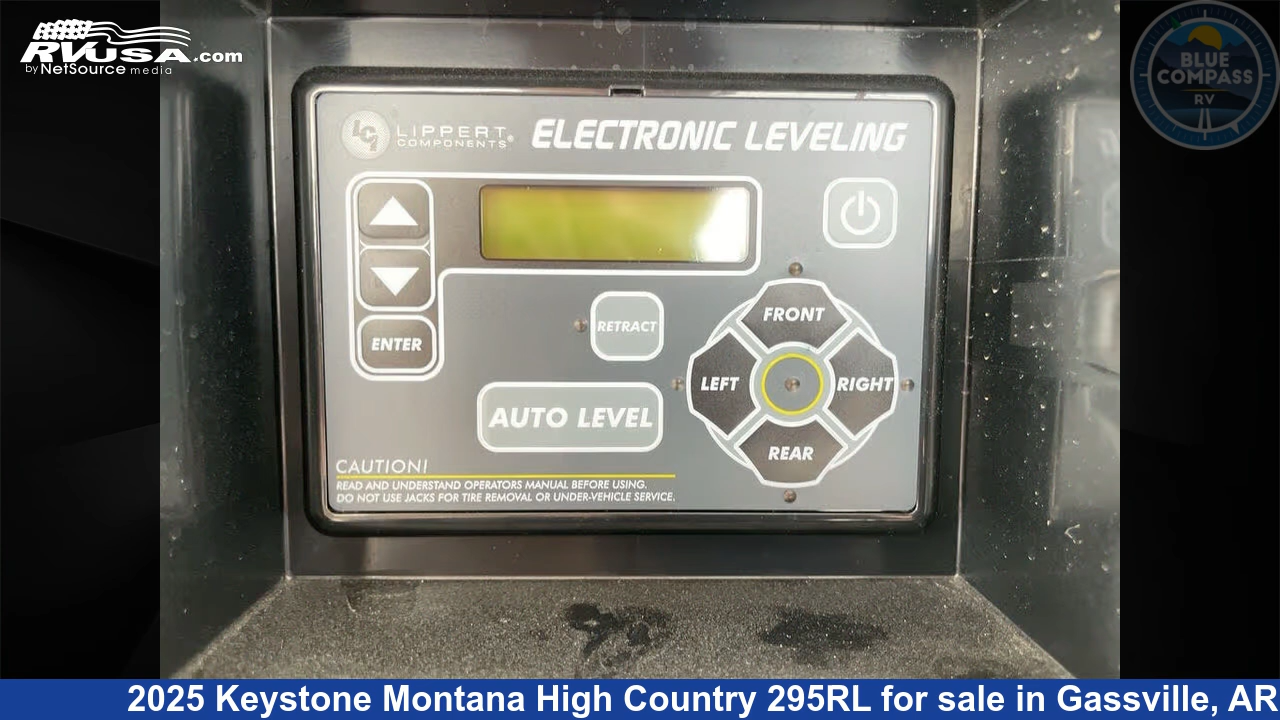 RVUSA.com
by NetSource media
BLUE
COMPASS
RV
LCI
LIPPERT
COMPONENTS®
ELECTRONIC LEVELING
RETRACT
FRONT
ENTER
LEFT
RIGHT
AUTO LEVEL
REAR
CAUTION!
READ AND UNDERSTAND OPERATORS MANUAL BEFORE USING.
DO NOT USE JACKS FOR TIRE REMOVAL OR UNDER-VEHICLE SERVICE.
2025 Keystone Montana High Country 295RL for sale in Gassville, AR